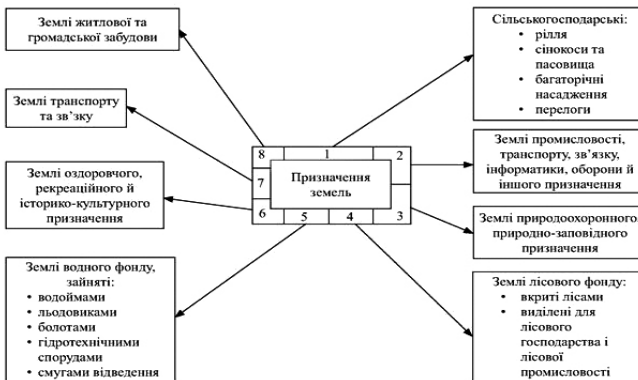 Землі житлової та
громадської забудови
Землі транспорту
та зв’зку
Землі оздоровчого,
рекреаційного й
історико-культурного
призначення
Землі водного фонду,
зайняті:
• водоймами
• льодовиками
• болотами
• гідротехнічними
спорудами
• смугами відведення
8 1 2
7 Призначення
земель
6 5 4 3
Сільськогосподарські:
• рілля
• сінокоси та
пасовища
• багаторічні
насадження
• перелоги
Землі промисловості,
транспорту, зв’язку,
інформатики, оборони й
іншого призначення
Землі природоохоронного,
природно-заповідного
призначення
Землі лісового фонду:
• вкриті лісами
• виділені для
лісового
господарства і
лісової
промисловості